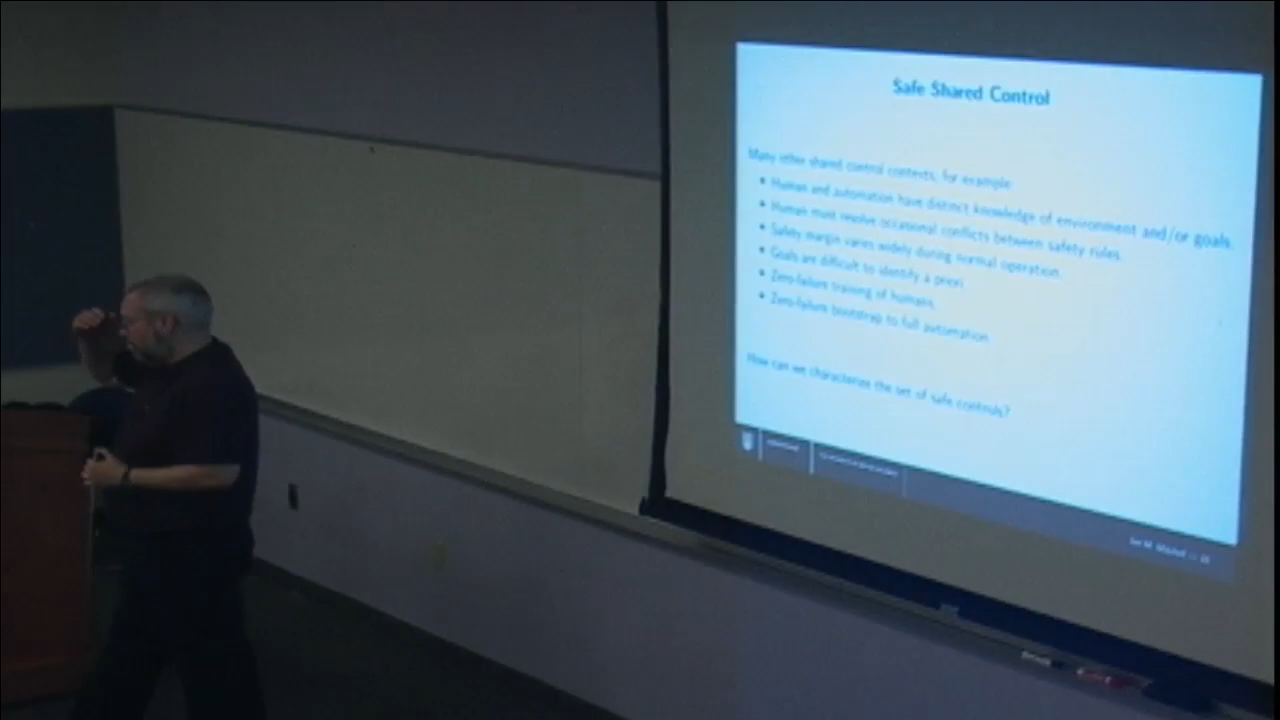 Safe Shared Control
Many other shared control contexts, for example:
• Human and automation have distinct knowledge of environment and/or goals.
• Human must resolve occasional conflicts between safety rules.
• Safety margin varies widely during normal operation.
• Goals are difficult to identify a priori.
• Zero-failure training of humans.
• Zero-failure bootstrap to full automation.
How can we characterize the set of safe controls?